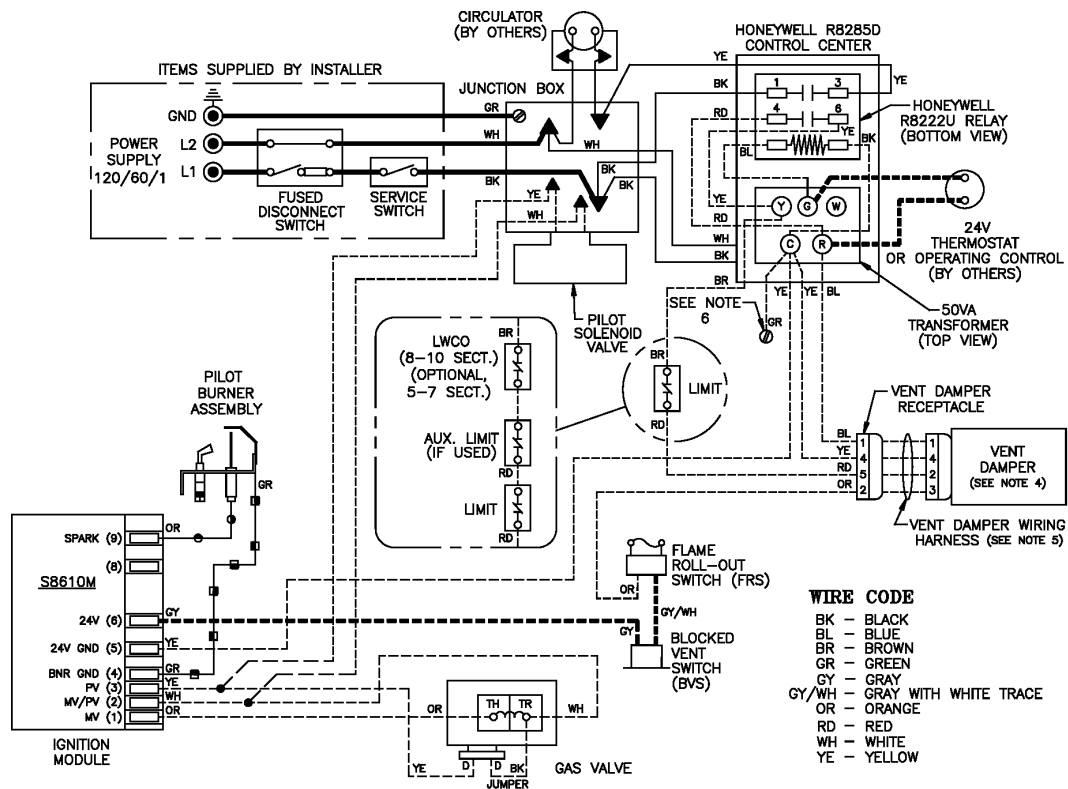 CIRCULATOR
(BY OTHERS)
HONEYWELL R8285D
CONTROL CENTER
YE
BK
RD
YE
1
3
4
6
YE
BK
BL
HONEYWELL
R8222U RELAY
(BOTTOM VIEW)
ITEMS SUPPLIED BY INSTALLER
JUNCTION BOX
GND
L2
L1
POWER
SUPPLY
120/60/1
GR
WH
BK
WH
BK
BK
YE
WH
FUSED
DISCONNECT
SWITCH
SERVICE
SWITCH
YE
RD
Y
G
W
C
R
WH
BK
BR
YE
YE
BL
24V
THERMOSTAT
OR OPERATING CONTROL
(BY OTHERS)
SEE NOTE
6
GR
50VA
TRANSFORMER
(TOP VIEW)
PILOT
SOLENOID
VALVE
BR
LWCO
(8-10 SECT.)
(OPTIONAL,
5-7 SECT.)
AUX. LIMIT
(IF USED)
RD
LIMIT
RD
BR
LIMIT
RD
PILOT
BURNER
ASSEMBLY
GR
VENT DAMPER
RECEPTACLE
BL
YE
RD
OR
1
4
5
2
1
4
2
3
VENT
DAMPER
(SEE NOTE 4)
VENT DAMPER WIRING
HARNESS (SEE NOTE 5)
OR
SPARK (9)
(8)
S8610M
24V (6)
GY
24V GND (5)
YE
BNR GND (4)
GR
PV (3)
YE
MV/PV (2)
WH
MV (1)
OR
IGNITION
MODULE
FLAME
ROLL-OUT
SWITCH (FRS)
OR
GY/WH
GY
BLOCKED
VENT
SWITCH
(BVS)
OR
TH
TR
WH
YE
D
D
BK
JUMPER
GAS VALVE
WIRE CODE
BK - BLACK
BL - BLUE
BR - BROWN
GR - GREEN
GY - GRAY
GY/WH - GRAY WITH WHITE TRACE
OR - ORANGE
RD - RED
WH - WHITE
YE - YELLOW